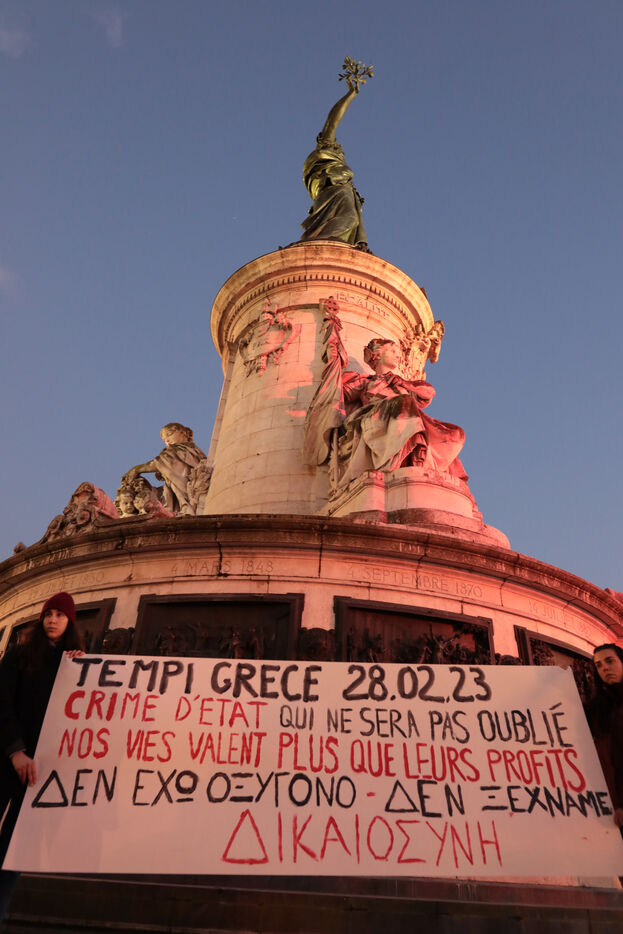 4 MARS 1848
4 SEPTEMBRE 1870
TEMPI GRECE 28.02.23
CRIME D'ÉTAT QUI NE SERA PAS OUBLIÉ
NOS VIES VALENT PLUS QUE LEURS PROFITS
ΔΕΝ ΕΧΩ ΟΞΥΓΟΝΟ - ΔΕΝ ΞΕΧΝΑΜΕ
ΔΙΚΑΙΟΣΥΝΗ